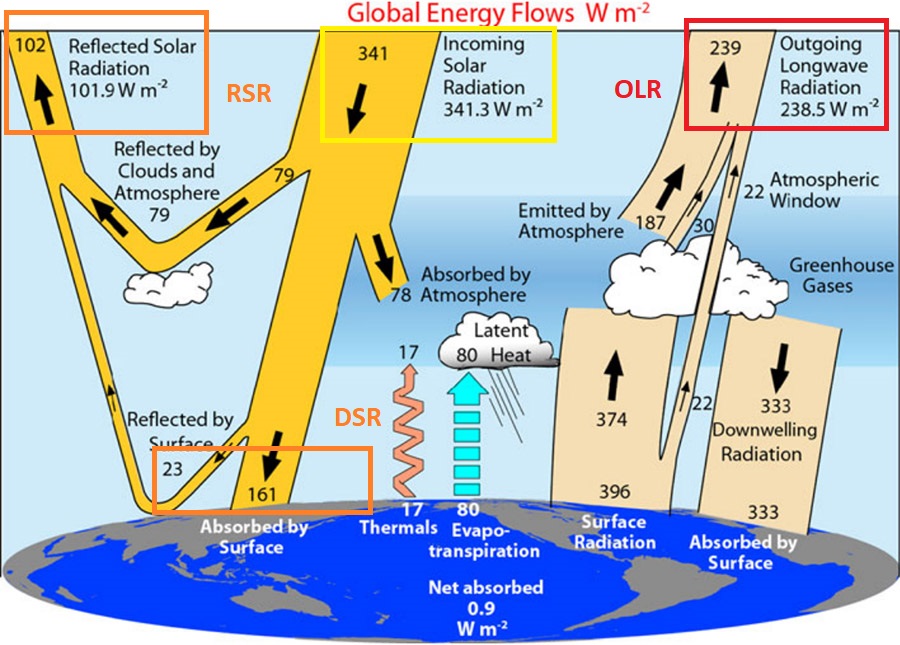 Global Energy Flows W m-2
102
Reflected Solar
Radiation
101.9 W m-2
RSR
341
Incoming
Solar
Radiation
341.3 W m-2
OLR
239
Outgoing
Longwave
Radiation
238.5 W m-2
Reflected by
Clouds and
Atmosphere
79
79
Emitted by
Atmosphere
187
30
22
Atmospheric
Window
Greenhouse
Gases
Absorbed by
Atmosphere
78
Latent
Heat
17
80
DSR
374
22
333
Downwelling
Radiation
Reflected by
Surface
23
161
396
333
Absorbed by
Surface
17
Thermals
80
Evapo-
transpiration
Surface
Radiation
Absorbed by
Surface
Net absorbed
0.9
W m-2